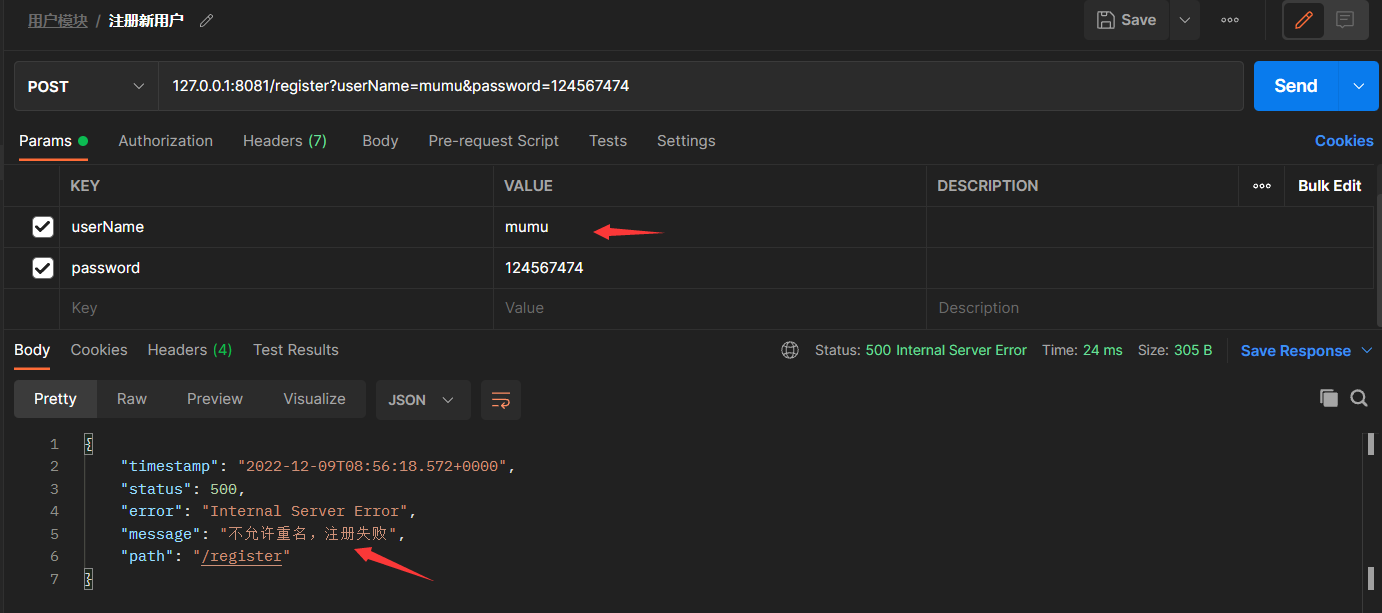 用户模块 / 注册新用户
Save
POST
127.0.0.1:8081/register?userName=mumu&password=124567474
Send
Params Authorization Headers (7) Body Pre-request Script Tests Settings Cookies
KEY VALUE DESCRIPTION Bulk Edit
userName mumu
password 124567474
Key Value Description
Body Cookies Headers (4) Test Results Status: 500 Internal Server Error Time: 24 ms Size: 305 B Save Response
Pretty Raw Preview Visualize JSON
1 {
2 "timestamp": "2022-12-09T08:56:18.572+0000",
3 "status": 500,
4 "error": "Internal Server Error",
5 "message": "不允许重名，注册失败",
6 "path": "/register"
7 }